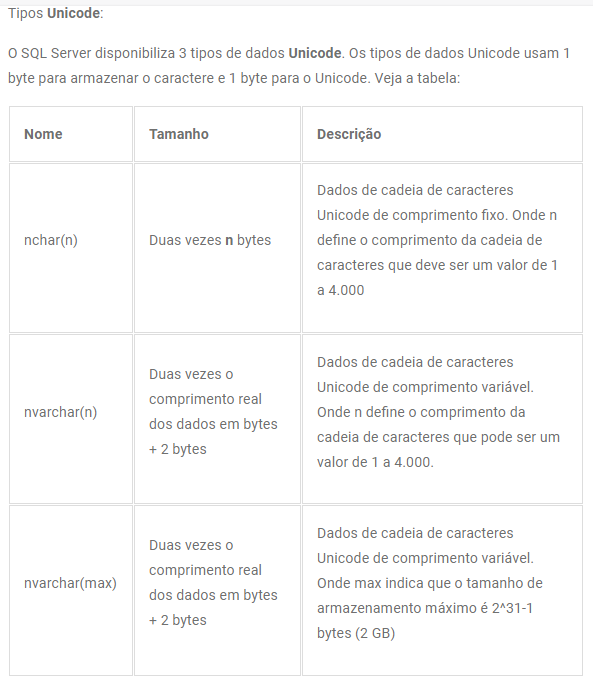 Tipos Unicode:
O SQL Server disponibiliza 3 tipos de dados Unicode. Os tipos de dados Unicode usam 1
byte para armazenar o caractere e 1 byte para o Unicode. Veja a tabela:
Nome
Tamanho
Descrição
nchar(n)
Duas vezes n bytes
Dados de cadeia de caracteres
Unicode de comprimento fixo. Onde n
define o comprimento da cadeia de
caracteres que deve ser um valor de 1
a 4.000
nvarchar(n)
Duas vezes o
comprimento real
dos dados em bytes
+ 2 bytes
Dados de cadeia de caracteres
Unicode de comprimento variável.
Onde n define o comprimento da
cadeia de caracteres que pode ser um
valor de 1 a 4.000.
nvarchar(max)
Duas vezes o
comprimento real
dos dados em bytes
+ 2 bytes
Dados de cadeia de caracteres
Unicode de comprimento variável.
Onde max indica que o tamanho de
armazenamento máximo é 2^31-1
bytes (2 GB)